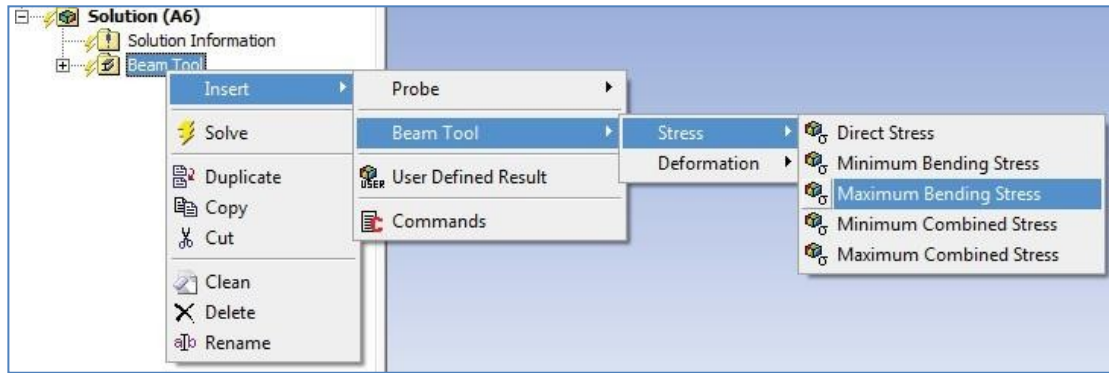 Solution (A6)
Solution Information
Beam Tool
Insert
Solve
Duplicate
Copy
Cut
Clean
Delete
Rename
Probe
Beam Tool
User Defined Result
Commands
Stress
Deformation
Direct Stress
Minimum Bending Stress
Maximum Bending Stress
Minimum Combined Stress
Maximum Combined Stress